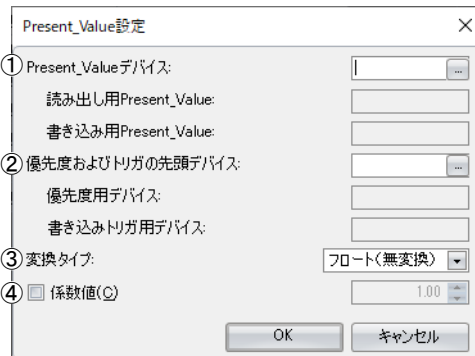 Present_Value設定
① Present_Valueデバイス:
読み出し用Present_Value:
書き込み用Present_Value:
② 優先度およびトリガの先頭デバイス:
優先度用デバイス:
書き込みトリガ用デバイス:
③ 変換タイプ: フロート(無変換)
④ 係数値(C) 1.00
OK キャンセル